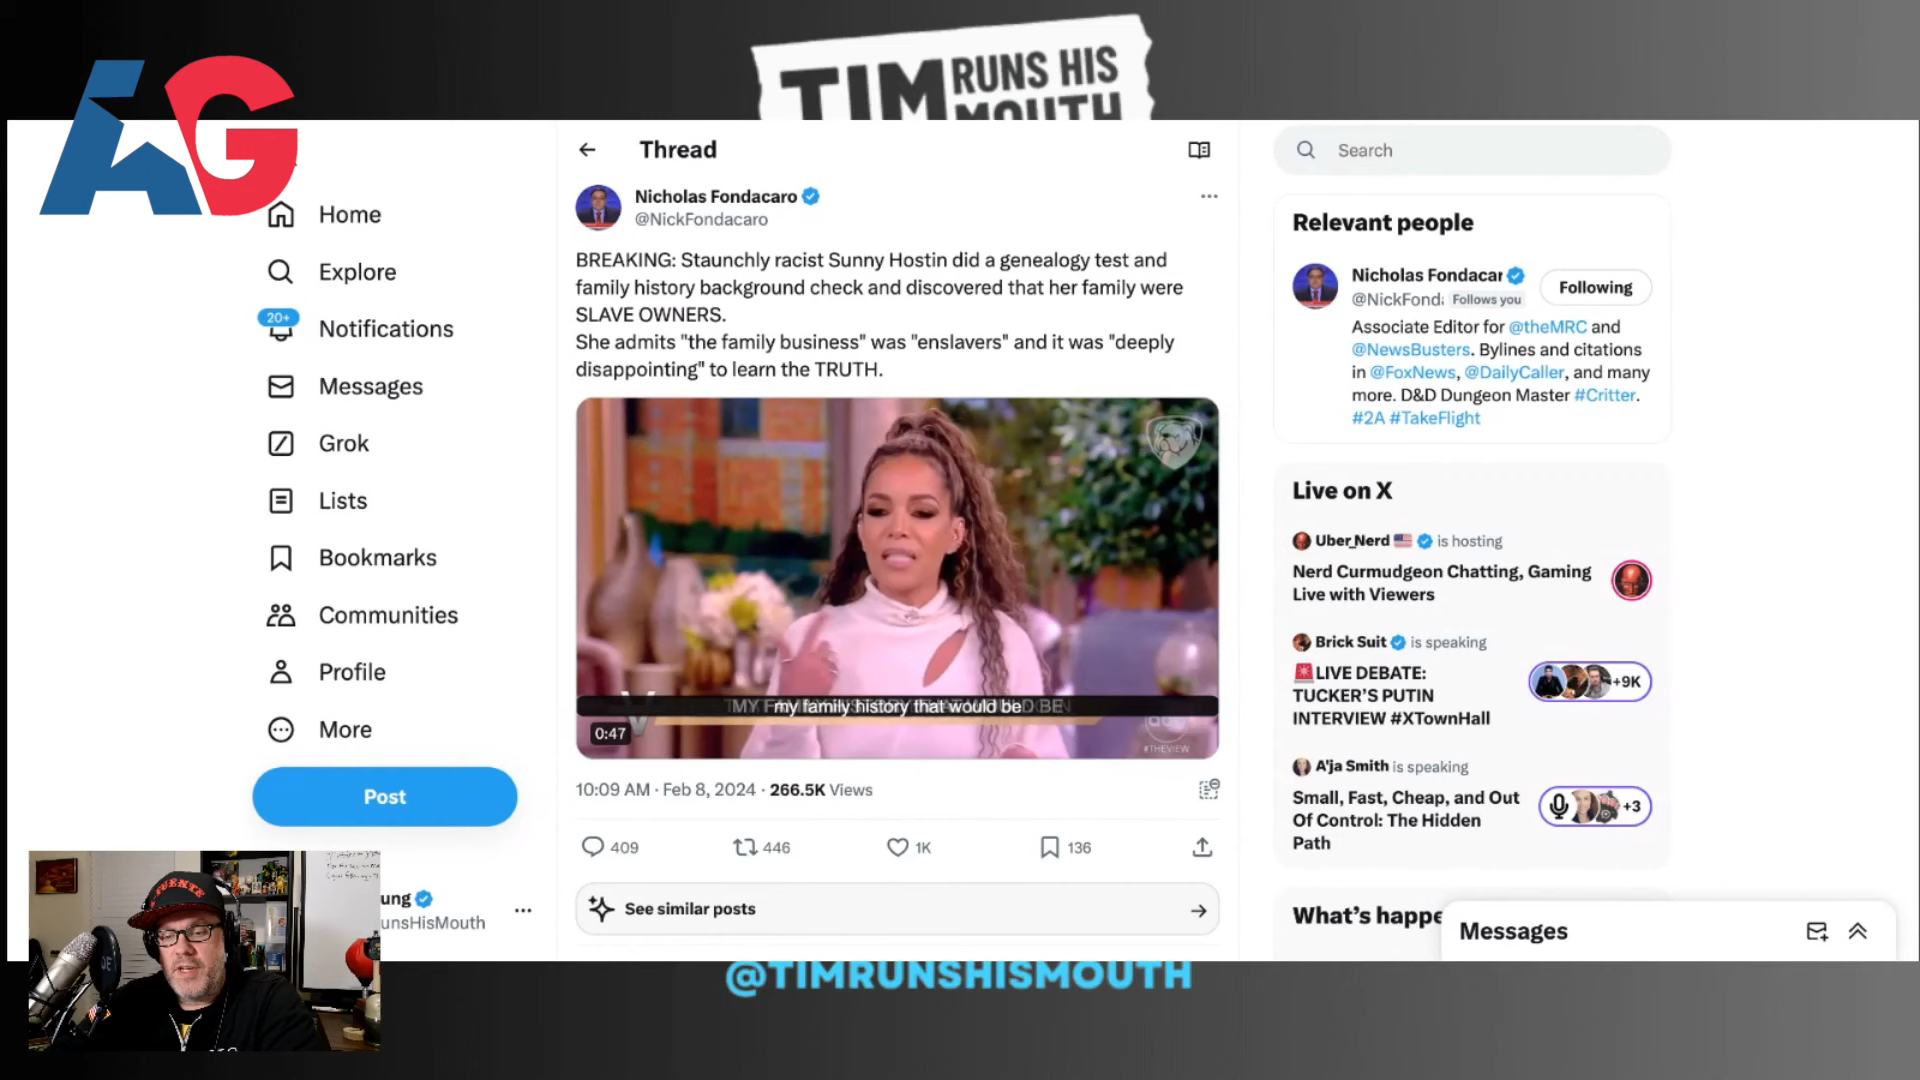 AG
TIM RUNS HIS
MOUTH
Thread
Search
Nicholas Fondacaro
@NickFondacaro
BREAKING: Staunchly racist Sunny Hostin did a genealogy test and
family history background check and discovered that her family were
SLAVE OWNERS.
She admits "the family business" was "enslavers" and it was "deeply
disappointing" to learn the TRUTH.
my family history that would be
0:47
abc
#THEVIEW
10:09 AM · Feb 8, 2024 · 266.5K Views
409
446
1K
136
See similar posts
Home
Explore
20+
Notifications
Messages
Grok
Lists
Bookmarks
Communities
Profile
More
Post
ung
unsHisMouth
FUENTE
Relevant people
Nicholas Fondacar
@NickFond
Follows you
Following
Associate Editor for @theMRC and
@NewsBusters. Bylines and citations
in @FoxNews, @DailyCaller, and many
more. D&D Dungeon Master #Critter.
#2A #TakeFlight
Live on X
Uber_Nerd is hosting
Nerd Curmudgeon Chatting, Gaming
Live with Viewers
Brick Suit is speaking
LIVE DEBATE:
TUCKER'S PUTIN
INTERVIEW #XTownHall
+9K
A'ja Smith is speaking
Small, Fast, Cheap, and Out
Of Control: The Hidden
Path
+3
What's happe
Messages
@TIMRUNSHISMOUTH